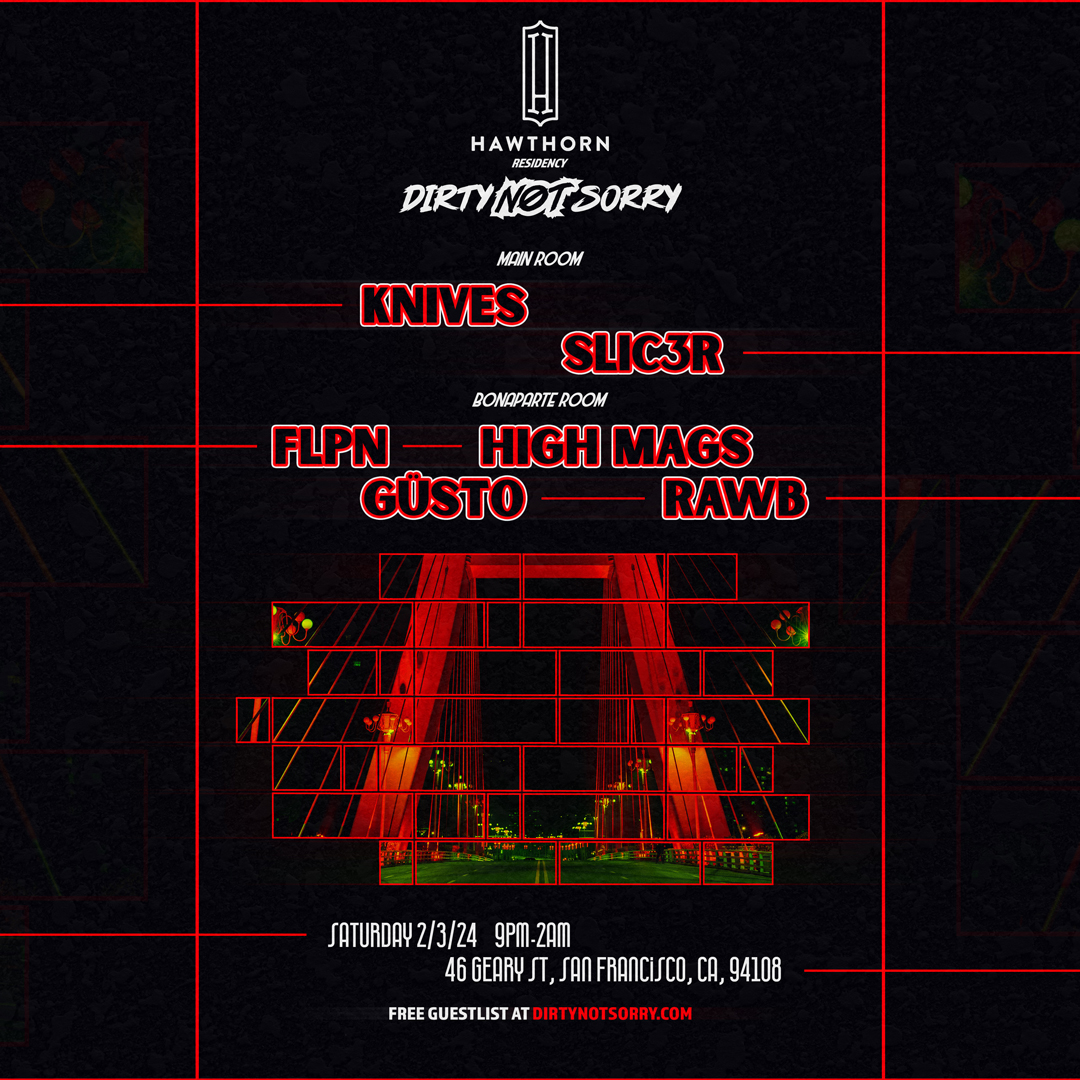 H
HAWTHORN
RESIDENCY
DIRTY NOT SORRY
MAIN ROOM
KNIVES
SLIC3R
BONAPARTE ROOM
FLPN HIGH MAGS
GÜSTO RAWB
SATURDAY 2/3/24 9PM-2AM
46 GEARY ST, SAN FRANCISCO, CA, 94108
FREE GUESTLIST AT DIRTYNOTSORRY.COM